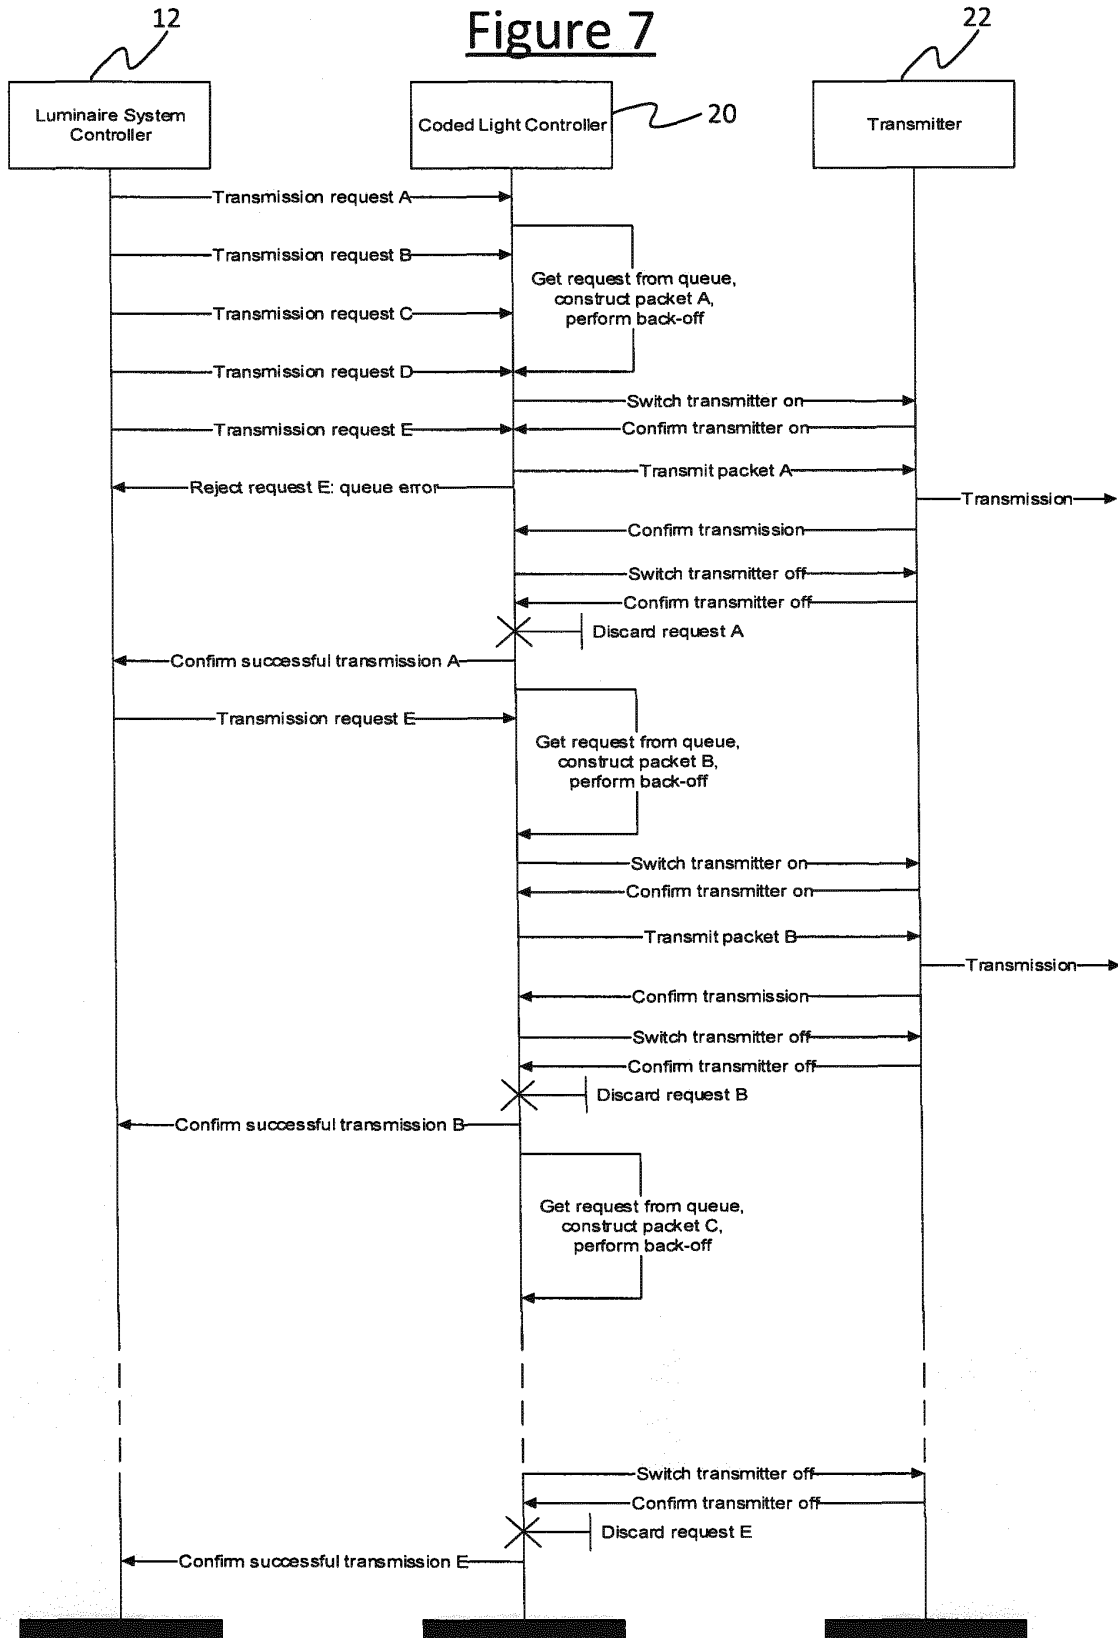 12
Figure 7
22
Luminaire System
Controller
Coded Light Controller
20
Transmitter
Transmission request A
Transmission request B
Get request from queue,
construct packet A,
perform back-off
Transmission request C
Transmission request D
Switch transmitter on
Transmission request E
Confirm transmitter on
Transmit packet A
Reject request E: queue error
Transmission
Confirm transmission
Switch transmitter off
Confirm transmitter off
Discard request A
Confirm successful transmission A
Transmission request E
Get request from queue,
construct packet B,
perform back-off
Switch transmitter on
Confirm transmitter on
Transmit packet B
Transmission
Confirm transmission
Switch transmitter off
Confirm transmitter off
Discard request B
Confirm successful transmission B
Get request from queue,
construct packet C,
perform back-off
Switch transmitter off
Confirm transmitter off
Discard request E
Confirm successful transmission E